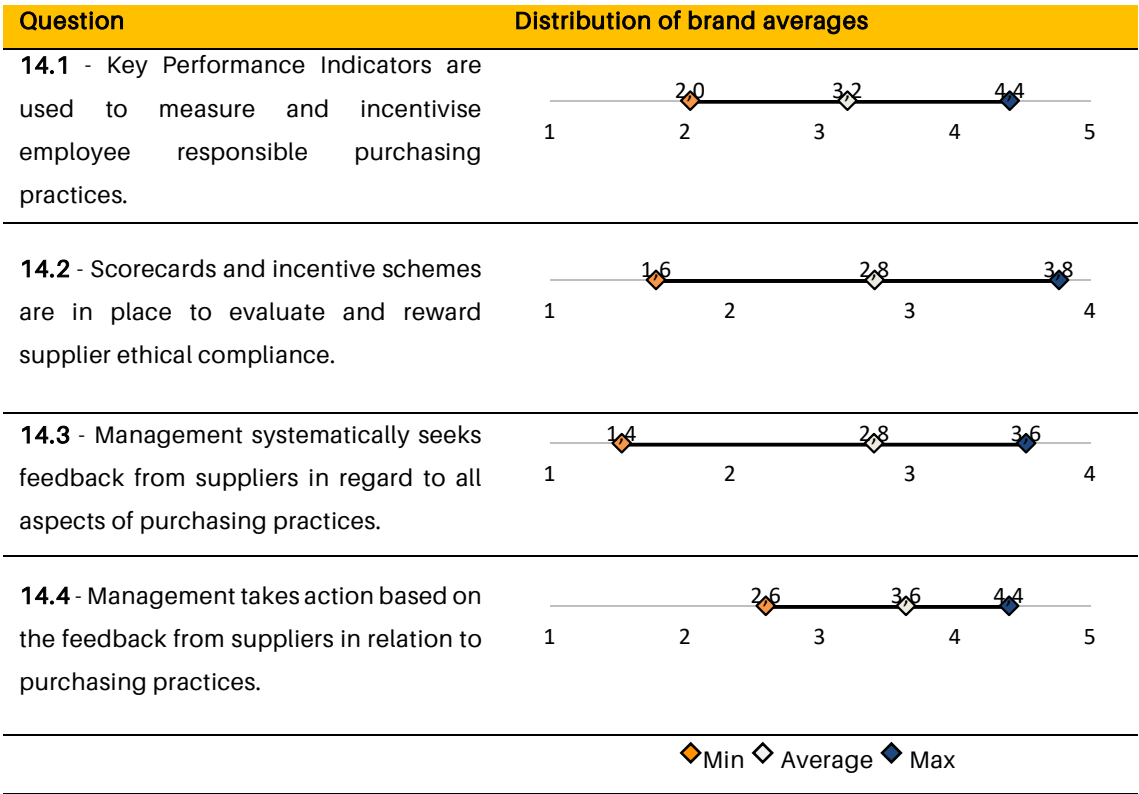 Question Distribution of brand averages
14.1 - Key Performance Indicators are
used to measure and incentivise
employee responsible purchasing
practices.
2.0 3.2 4.4
1 2 3 4 5
14.2 - Scorecards and incentive schemes
are in place to evaluate and reward
supplier ethical compliance.
1.6 2.8 3.8
1 2 3 4
14.3 - Management systematically seeks
feedback from suppliers in regard to all
aspects of purchasing practices.
1.4 2.8 3.6
1 2 3 4
14.4 - Management takes action based on
the feedback from suppliers in relation to
purchasing practices.
2.6 3.6 4.4
1 2 3 4 5
Min Average Max